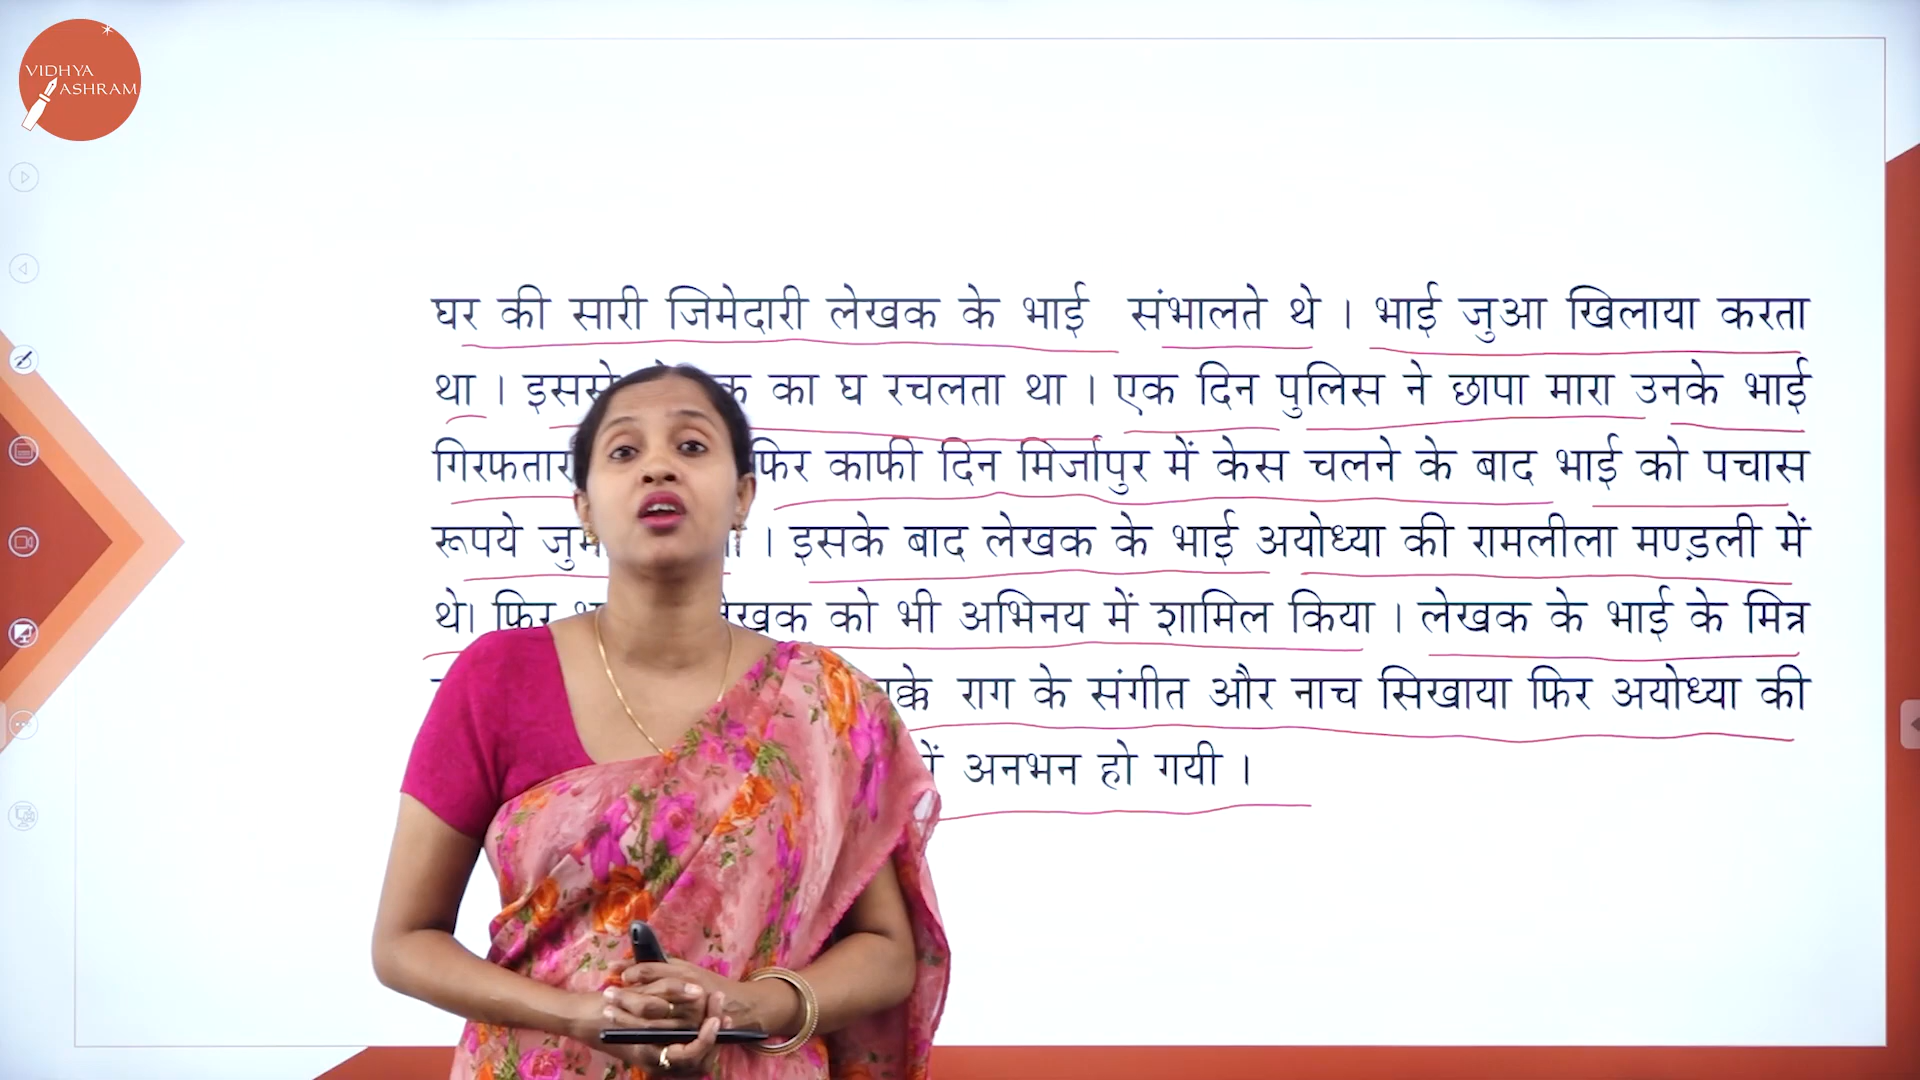 VIDHYA
ASHRAM
घर की सारी जिमेदारी लेखक के भाई संभालते थे । भाई जुआ खिलाया करता
था । इससे का घ रचलता था । एक दिन पुलिस ने छापा मारा उनके भाई
गिरफतार फिर काफी दिन मिर्जापुर में केस चलने के बाद भाई को पचास
रूपये । इसके बाद लेखक के भाई अयोध्या की रामलीला मण्ड़ली में
थे। फिर लेखक को भी अभिनय में शामिल किया । लेखक के भाई के मित्र
राग के संगीत और नाच सिखाया फिर अयोध्या की
में अनभन हो गयी ।